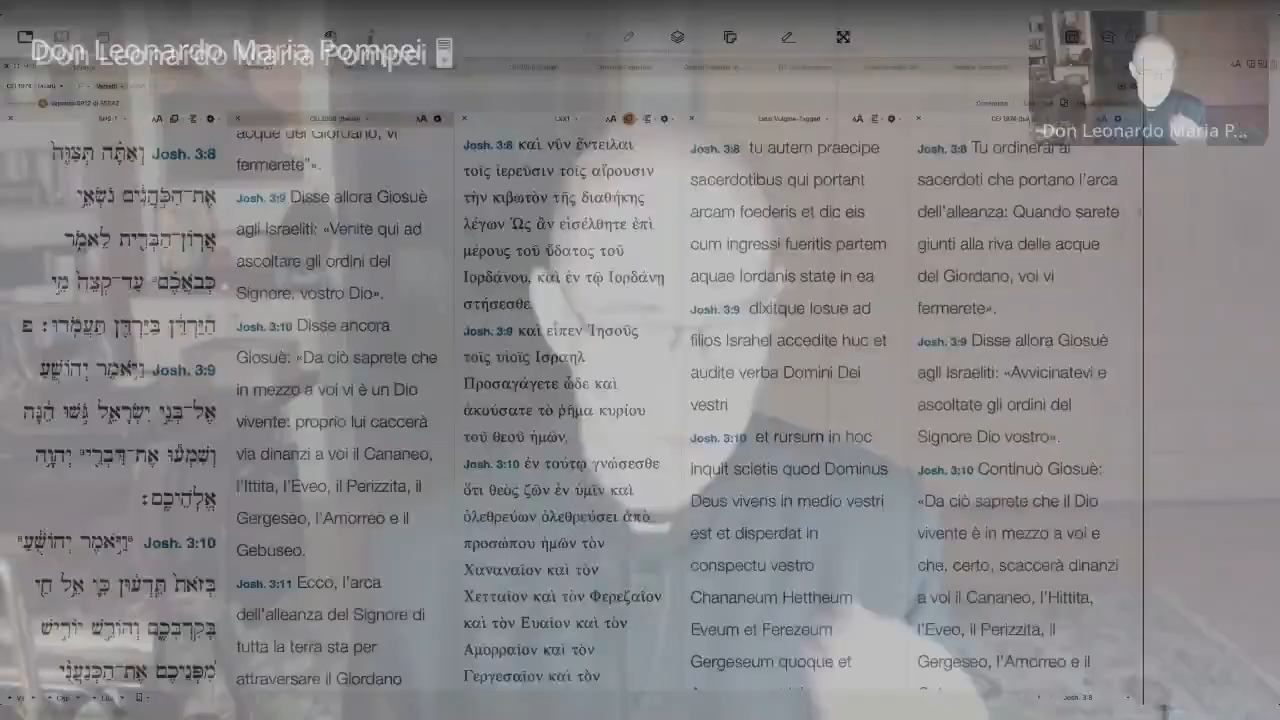 Don Leonardo Maria Pompei
Don Leonardo Maria P...
Josh. 3:8 וְאַתָּה תְּצַוֶּה
אֶת־הַכֹּהֲנִים נֹשְׂאֵי
אֲרוֹן־הַבְּרִית לֵאמֹר
כְּבֹאֲכֶם עַד־קְצֵה מֵי
הַיַּרְדֵּן בַּיַּרְדֵּן תַּעֲמֹדוּ׃ פ
Josh. 3:9 וַיֹּאמֶר יְהוֹשֻׁעַ
אֶל־בְּנֵי יִשְׂרָאֵל גֹּשׁוּ הֵנָּה
וְשִׁמְעוּ אֶת־דִּבְרֵי יְהוָה
אֱלֹהֵיכֶם׃
Josh. 3:10 וַיֹּאמֶר יְהוֹשֻׁעַ
בְּזֹאת תֵּדְעוּן כִּי אֵל חַי
בְּקִרְבְּכֶם וְהוֹרֵשׁ יוֹרִישׁ
מִפְּנֵיכֶם אֶת־הַכְּנַעֲנִי
acque del Giordano, vi
fermerete"».
Josh. 3:9 Disse allora Giosuè
agli Israeliti: «Venite qui ad
ascoltare gli ordini del
Signore, vostro Dio».
Josh. 3:10 Disse ancora
Giosuè: «Da ciò saprete che
in mezzo a voi vi è un Dio
vivente: proprio lui caccerà
via dinanzi a voi il Cananeo,
l'Ittita, l'Eveo, il Perizzita, il
Gergeseo, l'Amorreo e il
Gebuseo.
Josh. 3:11 Ecco, l'arca
dell'alleanza del Signore di
tutta la terra sta per
attraversare il Giordano
Josh. 3:8 καὶ νῦν ἔντειλαι
τοῖς ἱερεῦσιν τοῖς αἴρουσιν
τὴν κιβωτὸν τῆς διαθήκης
λέγων Ὡς ἂν εἰσέλθητε ἐπὶ
μέρους τοῦ ὕδατος τοῦ
Ιορδάνου, καὶ ἐν τῷ Ιορδάνῃ
στήσεσθε.
Josh. 3:9 καὶ εἶπεν Ἰησοῦς
τοῖς υἱοῖς Ισραηλ
Προσαγάγετε ὧδε καὶ
ἀκούσατε τὸ ῥῆμα κυρίου
τοῦ θεοῦ ἡμῶν.
Josh. 3:10 ἐν τούτῳ γνώσεσθε
ὅτι θεὸς ζῶν ἐν ὑμῖν καὶ
ὀλεθρεύων ὀλεθρεύσει ἀπὸ
προσώπου ἡμῶν τὸν
Χαναναῖον καὶ τὸν
Χετταῖον καὶ τὸν Φερεζαῖον
καὶ τὸν Ευαῖον καὶ τὸν
Αμορραῖον καὶ τὸν
Γεργεσαῖον καὶ τὸν
Josh. 3:8 tu autem praecipe
sacerdotibus qui portant
arcam foederis et dic eis
cum ingressi fueritis partem
aquae Iordanis state in ea
Josh. 3:9 dixitque Iosue ad
filios Israhel accedite huc et
audite verba Domini Dei
vestri
Josh. 3:10 et rursum in hoc
inquit scietis quod Dominus
Deus vivens in medio vestri
est et disperdat in
conspectu vestro
Chananeum Hettheum
Eveum et Ferezeum
Gergeseum quoque et
Josh. 3:8 Tu ordinerai ai
sacerdoti che portano l'arca
dell'alleanza: Quando sarete
giunti alla riva delle acque
del Giordano, voi vi
fermerete».
Josh. 3:9 Disse allora Giosuè
agli Israeliti: «Avvicinatevi e
ascoltate gli ordini del
Signore Dio vostro».
Josh. 3:10 Continuò Giosuè:
«Da ciò saprete che il Dio
vivente è in mezzo a voi e
che, certo, scaccerà dinanzi
a voi il Cananeo, l'Hittita,
l'Eveo, il Perizzita, il
Gergeseo, l'Amorreo e il
Josh. 3:8